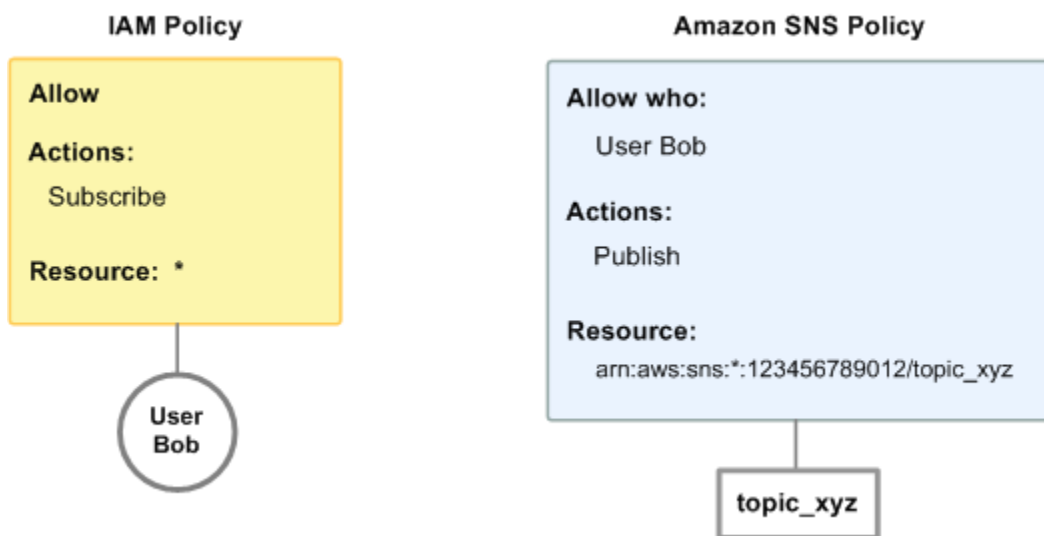 IAM Policy
Allow
Actions:
Subscribe
Resource: *
User
Bob
Amazon SNS Policy
Allow who:
User Bob
Actions:
Publish
Resource:
arn:aws:sns:*:123456789012/topic_xyz
topic_xyz